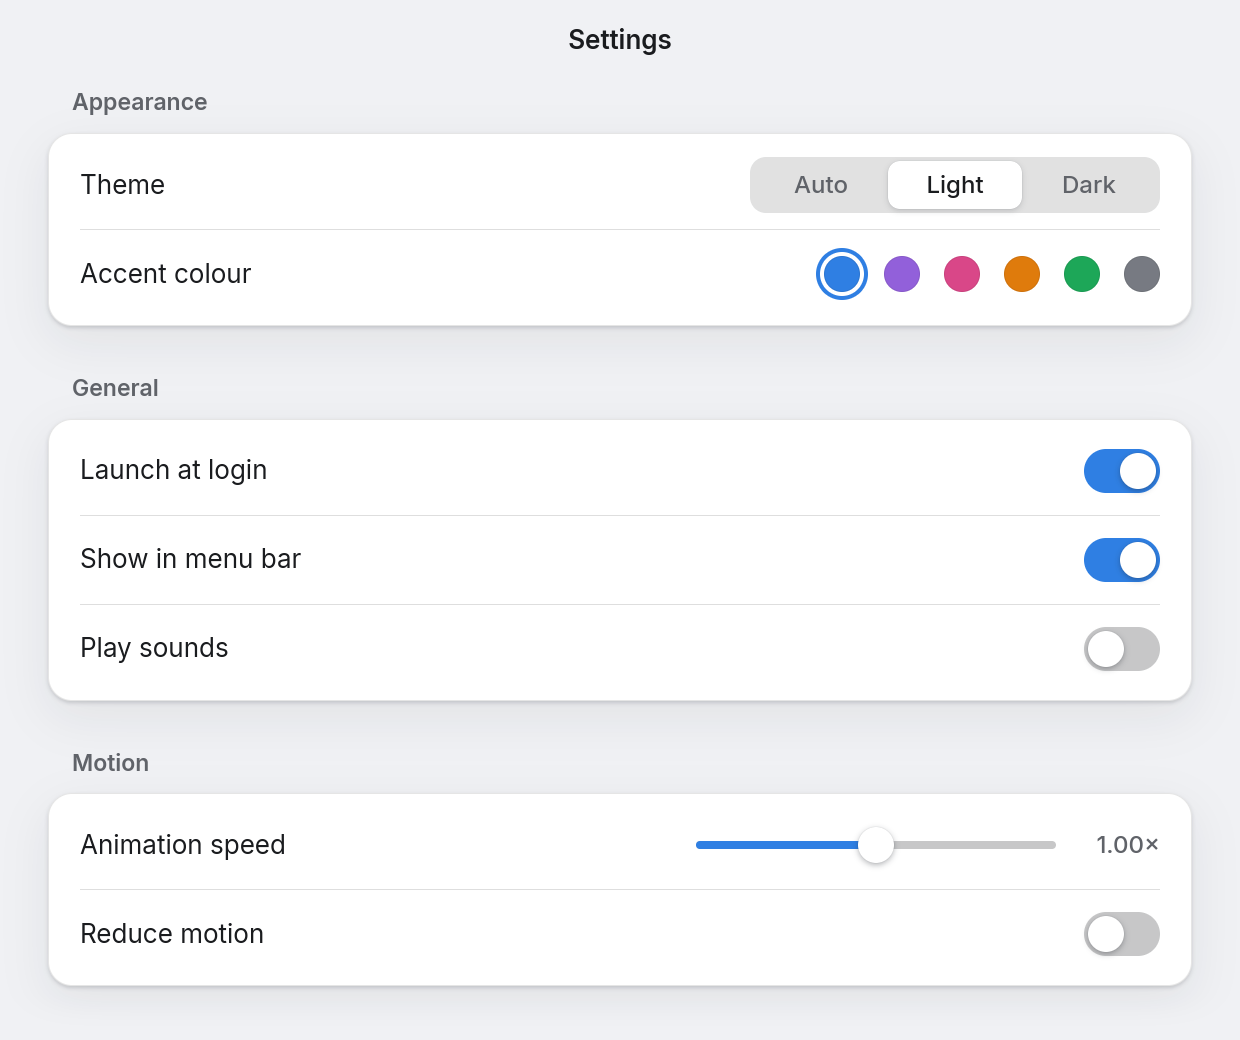 Settings
Appearance
Theme Auto Light Dark
Accent colour
General
Launch at login
Show in menu bar
Play sounds
Motion
Animation speed 1.00×
Reduce motion